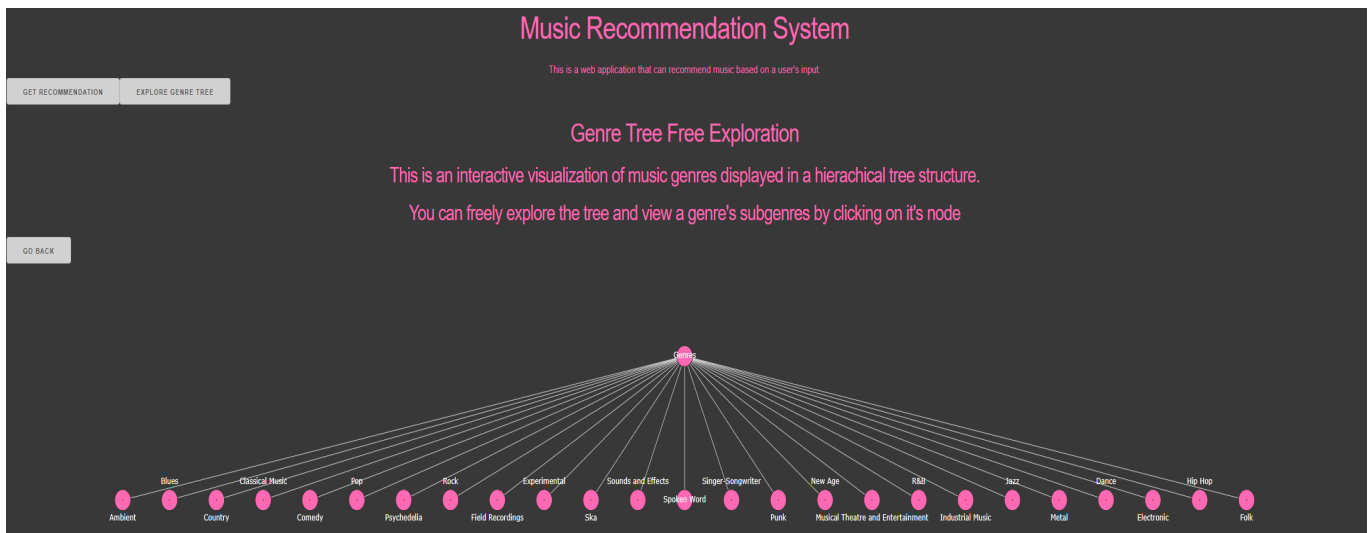 Music Recommendation System
This is a web application that can recommend music based on a user's input.
GET RECOMMENDATION EXPLORE GENRE TREE
Genre Tree Free Exploration
This is an interactive visualization of music genres displayed in a hierachical tree structure.
You can freely explore the tree and view a genre's subgenres by clicking on it's node
GO BACK
Genres
Blues Classical Music Pop Rock Experimental Sounds and Effects Singer-Songwriter New Age R&B Jazz Dance Hip Hop
Spoken Word
Ambient Country Comedy Psychedelia Field Recordings Ska Punk Musical Theatre and Entertainment Industrial Music Metal Electronic Folk